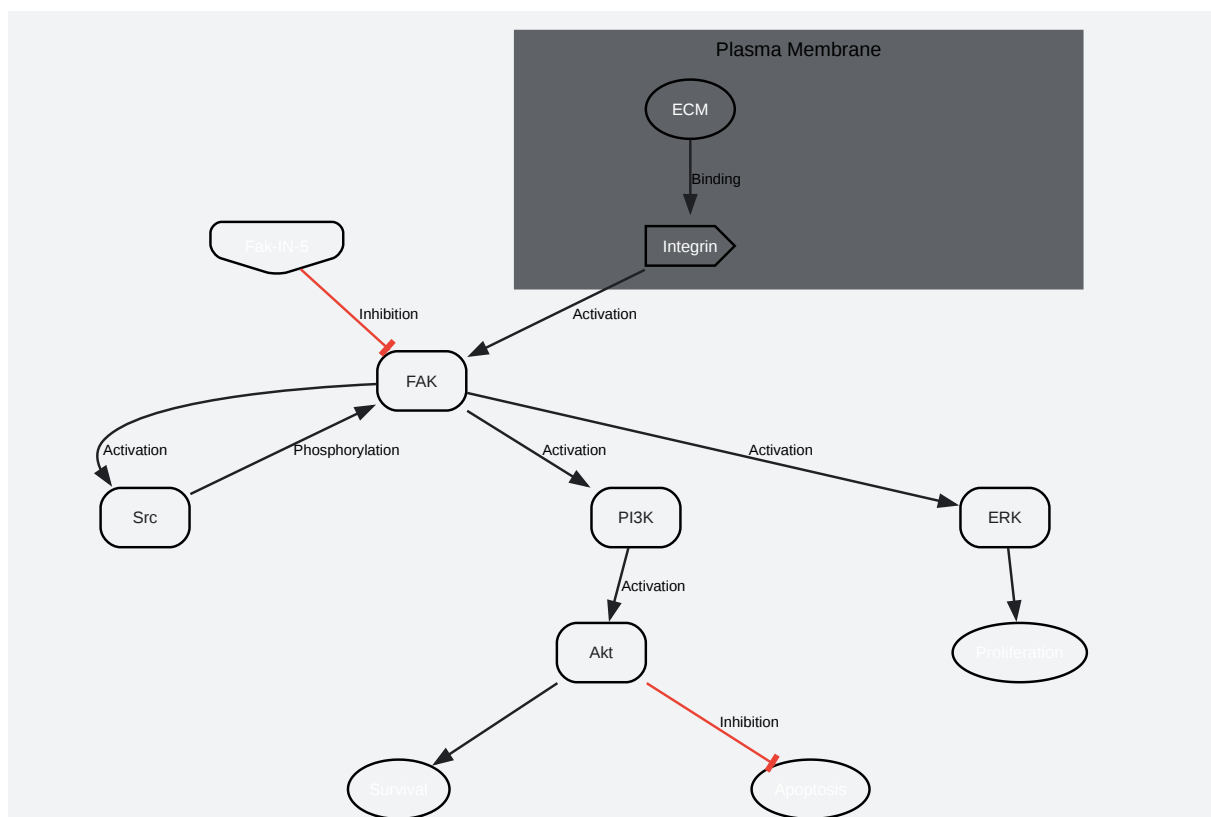 Plasma Membrane
ECM
Binding
Fak-IN-5
Integrin
Inhibition
Activation
FAK
Activation
Phosphorylation
Activation
Activation
Src
PI3K
ERK
Activation
Akt
Proliferation
Inhibition
Survival
Apoptosis